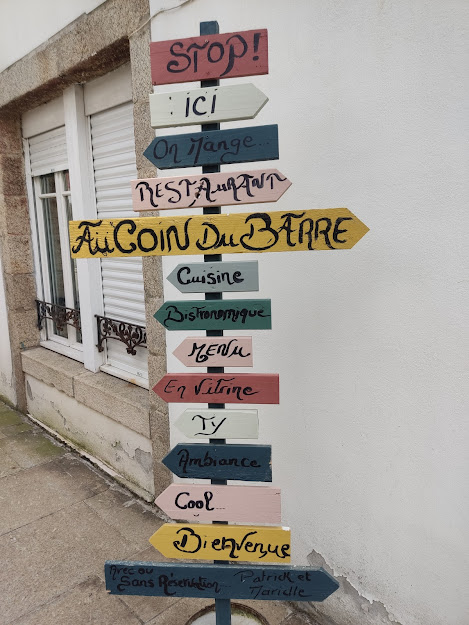 STOP!
ICI
On Mange...
RESTAURANT
Au COIN Du BARRE
Cuisine
Bistronomique
MENU
En Vitrine
TY
Ambiance
Cool...
Bienvenue
Avec ou
Sans Réservation
Patrick et
Marielle